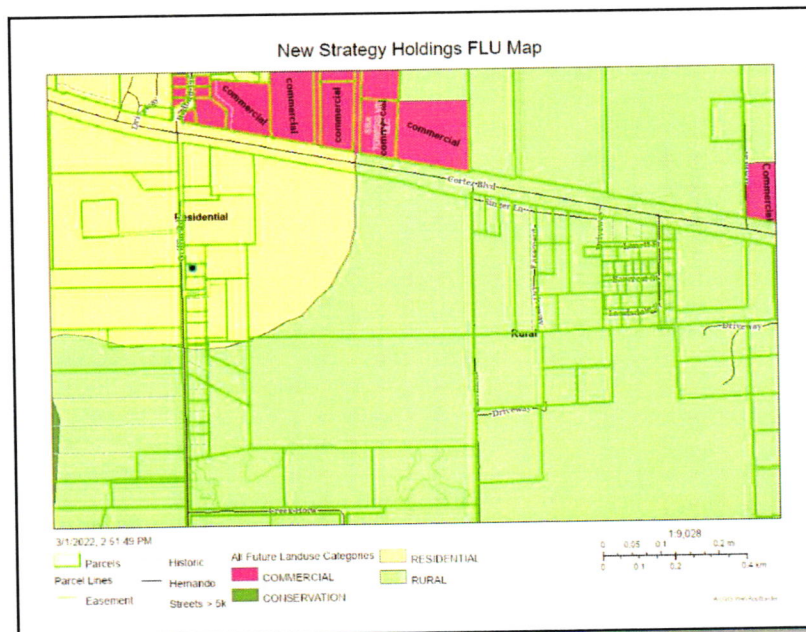 New Strategy Holdings FLU Map
commercial
commercial
commercial
commercial
commercial
Commercial
Driveway
Cortez Blvd
Singer Ln
Residential
Rural
Driveway
Driveway
3/1/2022, 2:51:49 PM
Parcels
Parcel Lines
Easement
Historic
Hernando
Streets > 5k
All Future Landuse Categories
COMMERCIAL
CONSERVATION
RESIDENTIAL
RURAL
1:9,028
0 0.05 0.1 0.2 mi
0 0.1 0.2 0.4 km